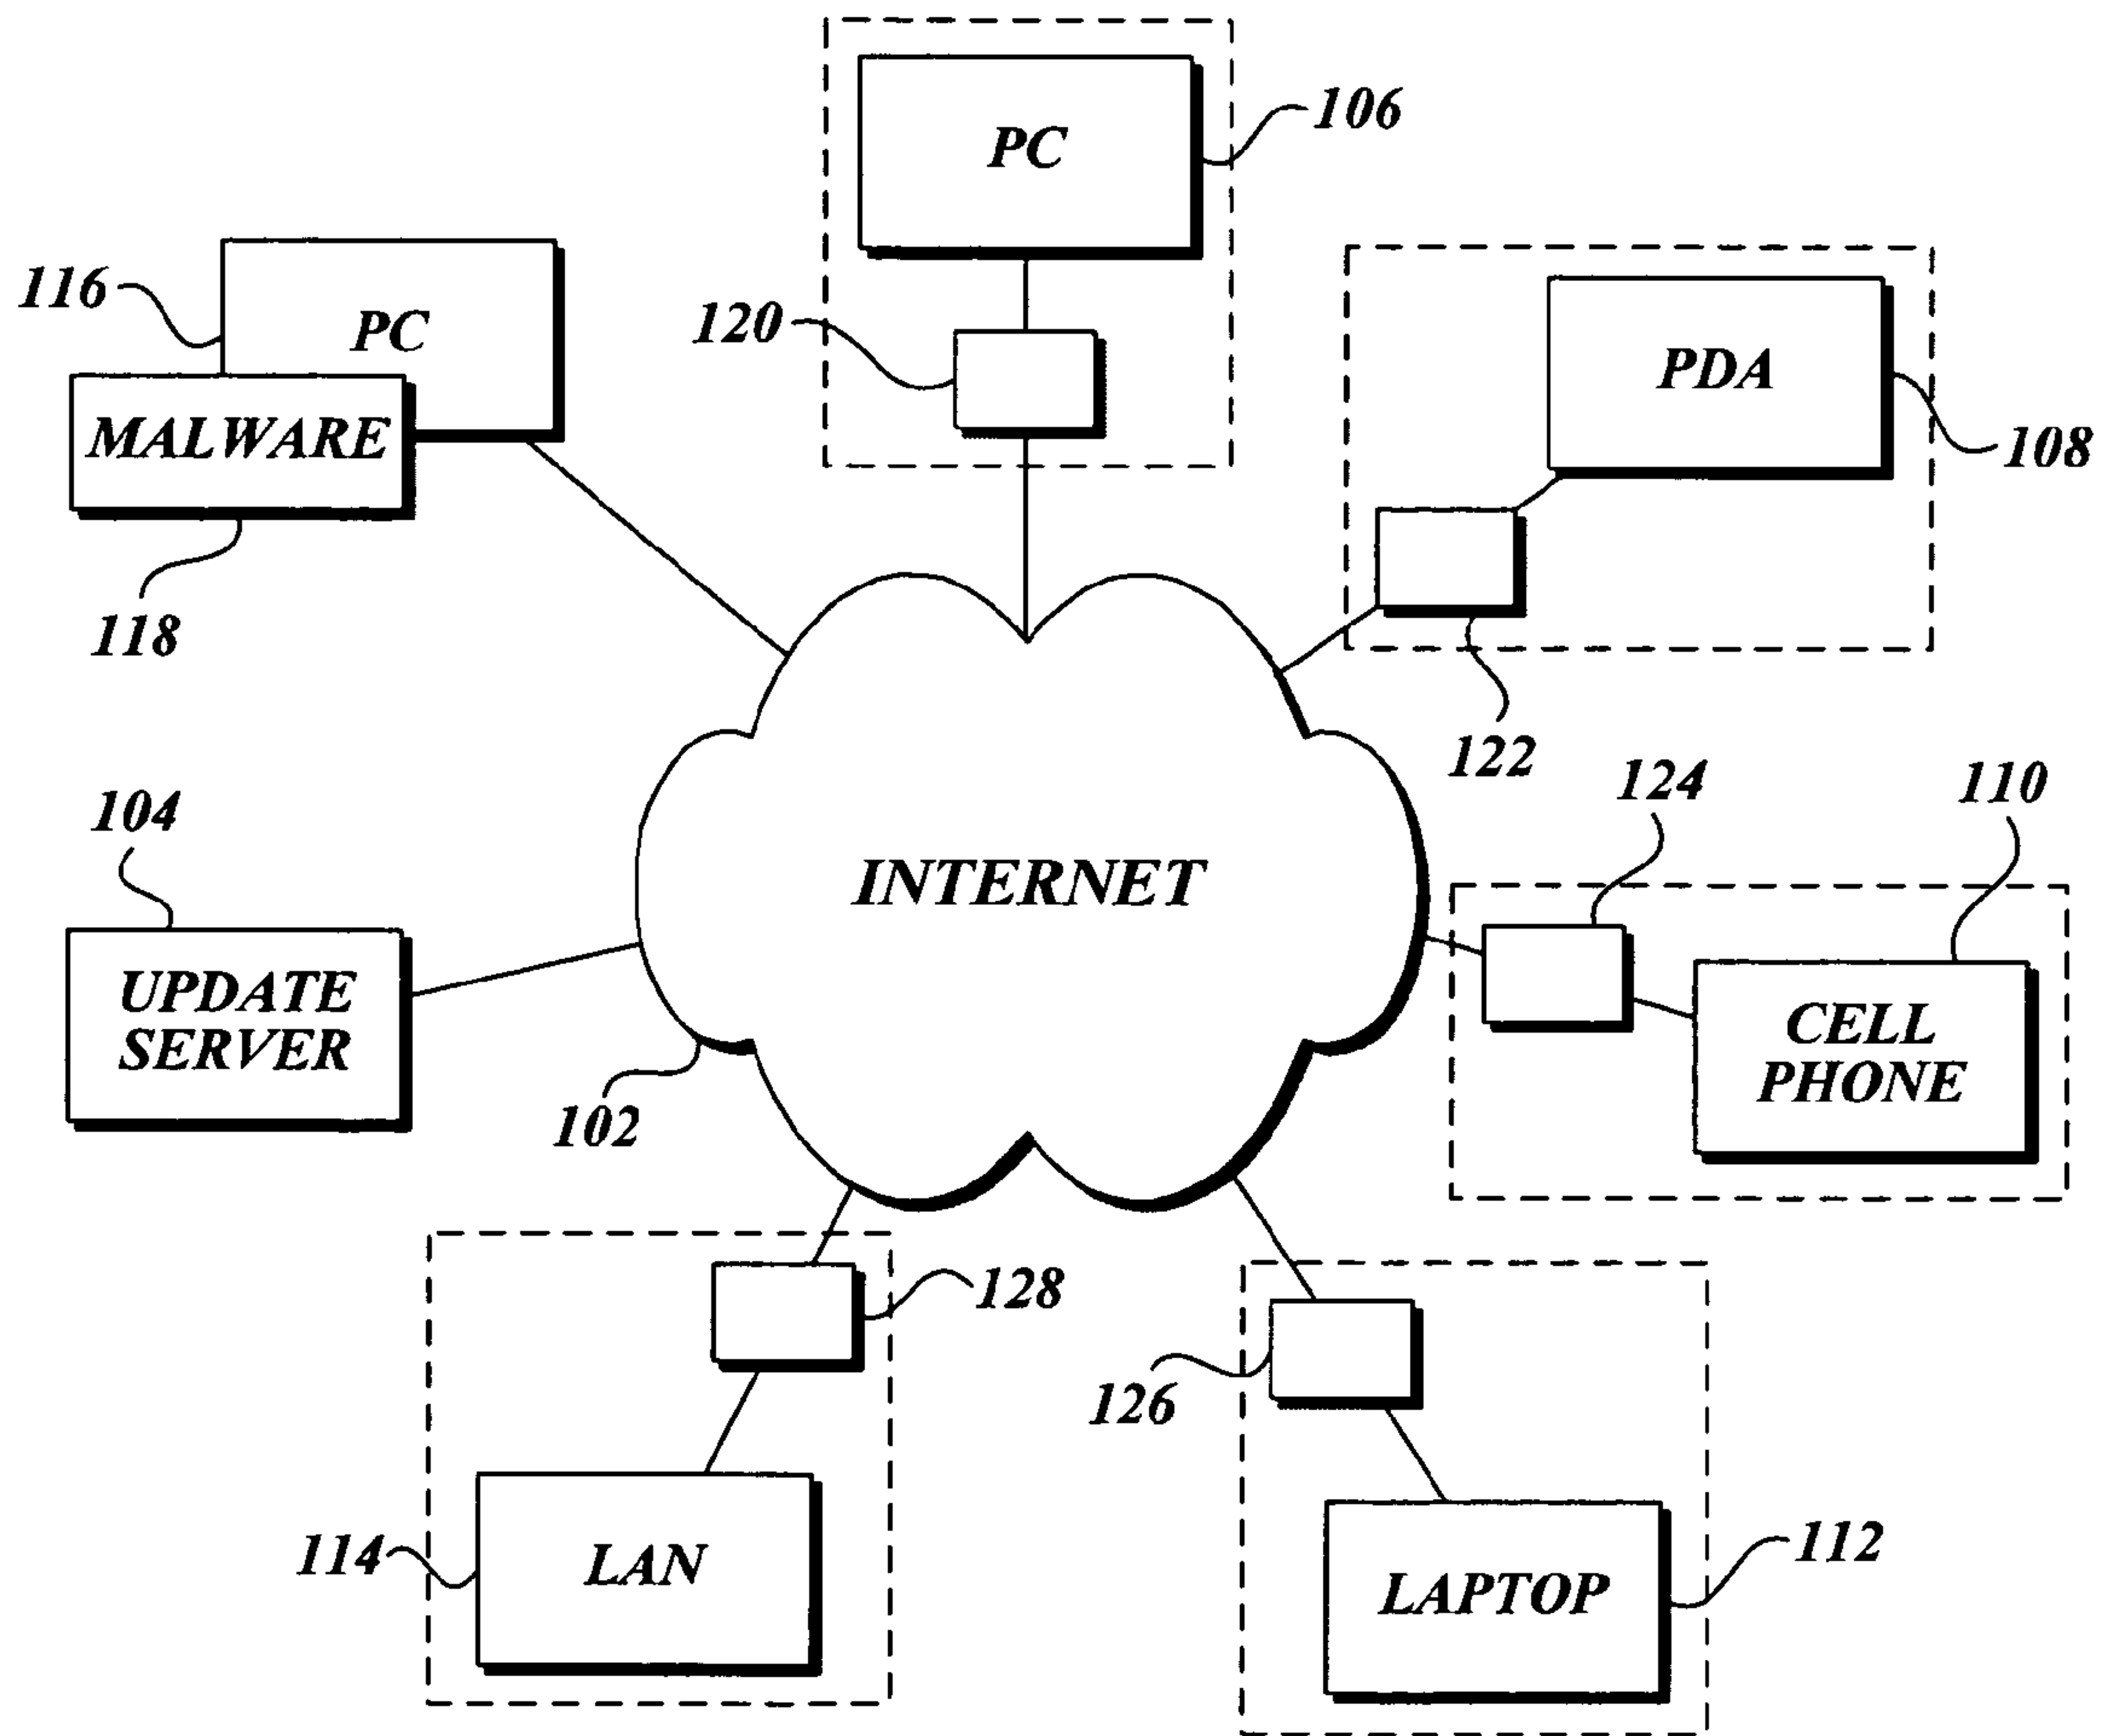 PC
106
116
PC
120
PDA
MALWARE
108
118
122
124
110
104
INTERNET
UPDATE
SERVER
CELL
PHONE
102
128
126
114
LAN
112
LAPTOP